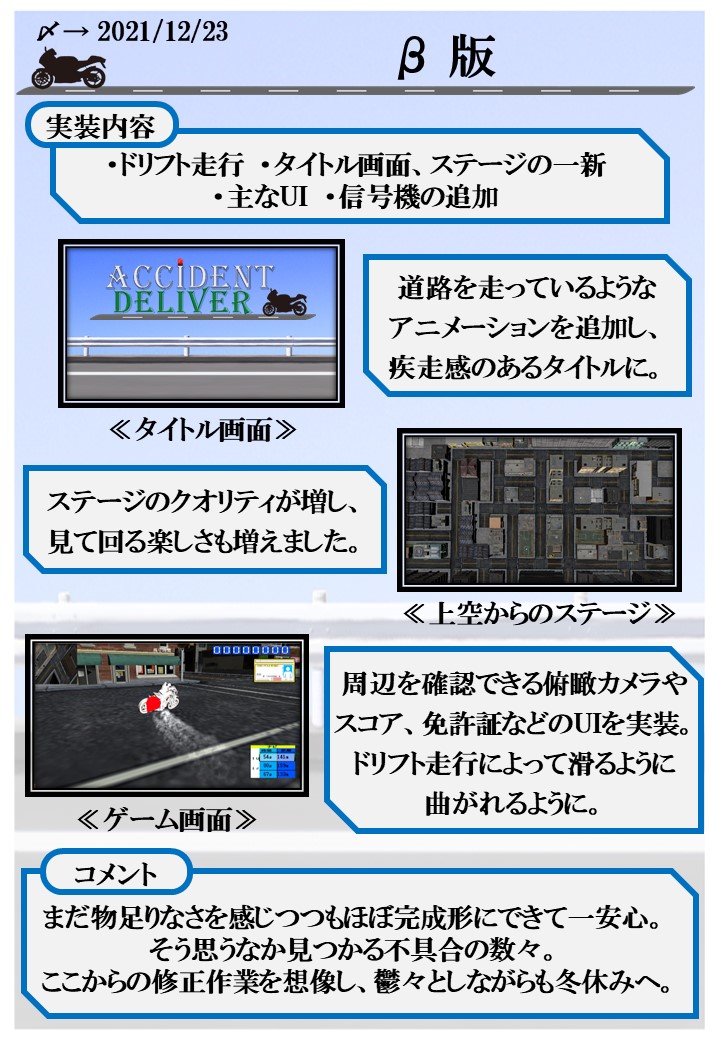 〆→ 2021/12/23
β 版
実装内容
・ドリフト走行 ・タイトル画面、ステージの一新
・主なUI ・信号機の追加
ACCIDENT
DELIVER
道路を走っているような
アニメーションを追加し、
疾走感のあるタイトルに。
≪タイトル画面≫
ステージのクオリティが増し、
見て回る楽しさも増えました。
≪上空からのステージ≫
00000000
周辺を確認できる俯瞰カメラや
スコア、免許証などのUIを実装。
ドリフト走行によって滑るように
曲がれるように。
≪ゲーム画面≫
コメント
まだ物足りなさを感じつつもほぼ完成形にできて一安心。
そう思うなか見つかる不具合の数々。
ここからの修正作業を想像し、鬱々としながらも冬休みへ。